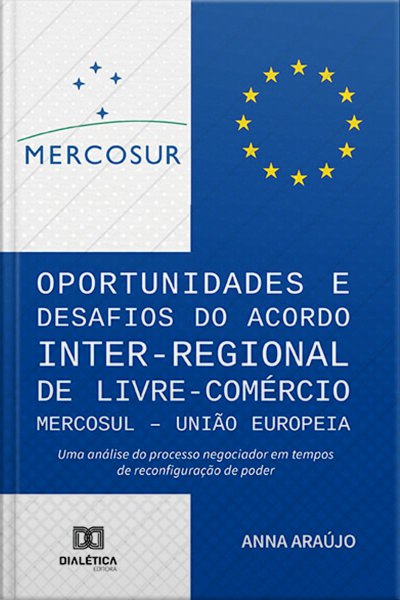 MERCOSUR
OPORTUNIDADES E
DESAFIOS DO ACORDO
INTER-REGIONAL
DE LIVRE-COMÉRCIO
MERCOSUL – UNIÃO EUROPEIA
Uma análise do processo negociador em tempos
de reconfiguração de poder
DIALÉTICA
EDITORA
ANNA ARAÚJO